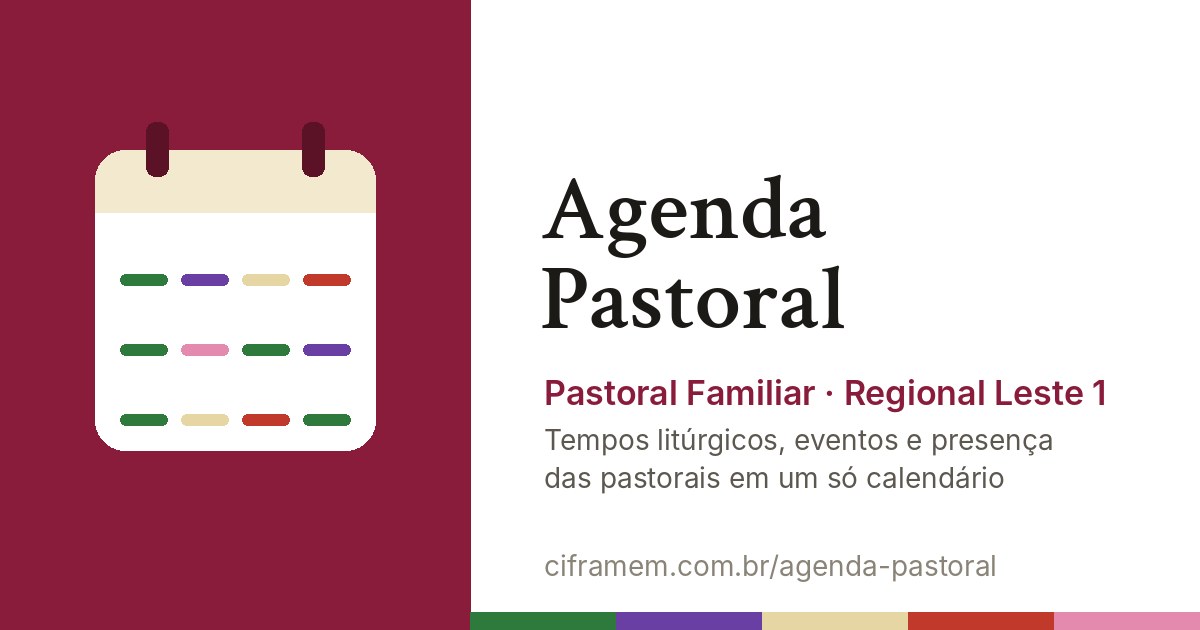 Agenda
Pastoral
Pastoral Familiar · Regional Leste 1
Tempos litúrgicos, eventos e presença
das pastorais em um só calendário
ciframem.com.br/agenda-pastoral